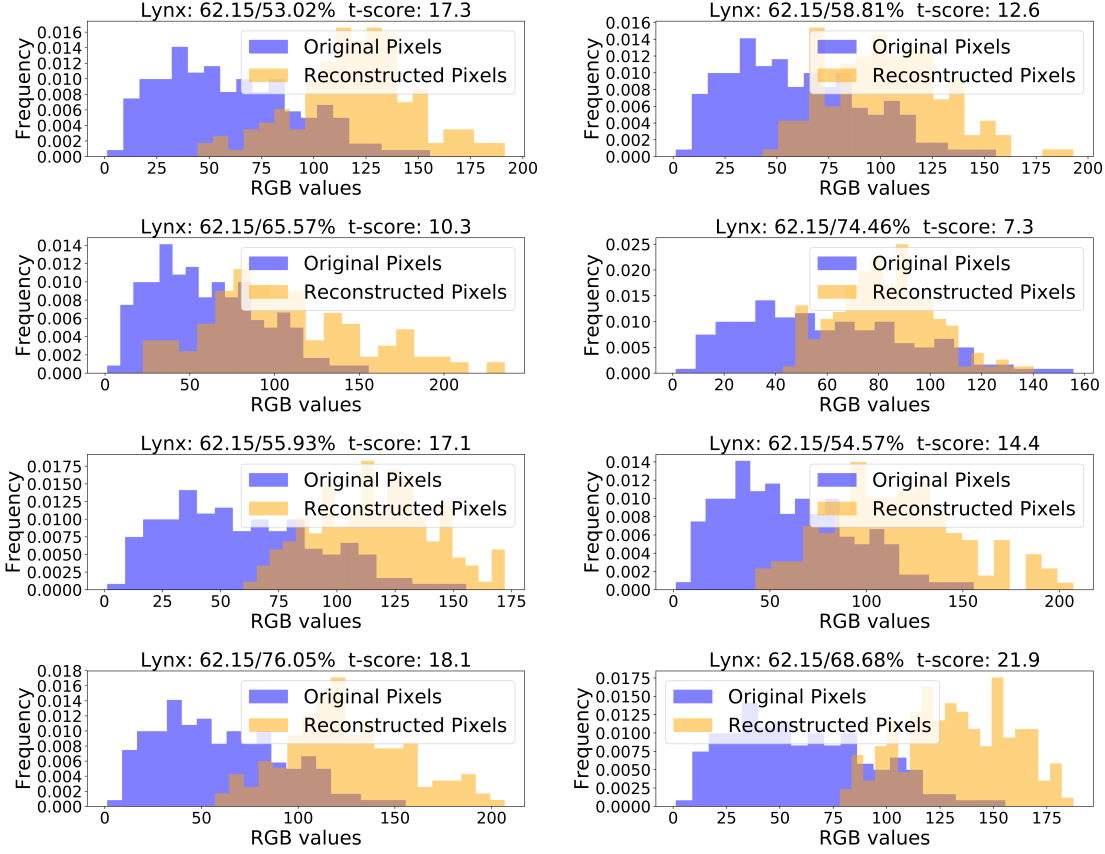 Lynx: 62.15/53.02%  t-score: 17.3
Frequency
0.016
0.014
0.012
0.010
0.008
0.006
0.004
0.002
0.000
Original Pixels
Reconstructed Pixels
0 25 50 75 100 125 150 175 200
RGB values
Lynx: 62.15/58.81%  t-score: 12.6
Frequency
0.016
0.014
0.012
0.010
0.008
0.006
0.004
0.002
0.000
Original Pixels
Recosntructed Pixels
0 25 50 75 100 125 150 175 200
RGB values
Lynx: 62.15/65.57%  t-score: 10.3
Frequency
0.014
0.012
0.010
0.008
0.006
0.004
0.002
0.000
Original Pixels
Reconstructed Pixels
0 50 100 150 200
RGB values
Lynx: 62.15/74.46%  t-score: 7.3
Frequency
0.025
0.020
0.015
0.010
0.005
0.000
Original Pixels
Reconstructed Pixels
0 20 40 60 80 100 120 140 160
RGB values
Lynx: 62.15/55.93%  t-score: 17.1
Frequency
0.0175
0.0150
0.0125
0.0100
0.0075
0.0050
0.0025
0.0000
Original Pixels
Reconstructed Pixels
0 25 50 75 100 125 150 175
RGB values
Lynx: 62.15/54.57%  t-score: 14.4
Frequency
0.014
0.012
0.010
0.008
0.006
0.004
0.002
0.000
Original Pixels
Reconstructed Pixels
0 50 100 150 200
RGB values
Lynx: 62.15/76.05%  t-score: 18.1
Frequency
0.018
0.016
0.014
0.012
0.010
0.008
0.006
0.004
0.002
0.000
Original Pixels
Reconstructed Pixels
0 50 100 150 200
RGB values
Lynx: 62.15/68.68%  t-score: 21.9
Frequency
0.0175
0.0150
0.0125
0.0100
0.0075
0.0050
0.0025
0.0000
Original Pixels
Reconstructed Pixels
0 25 50 75 100 125 150 175
RGB values